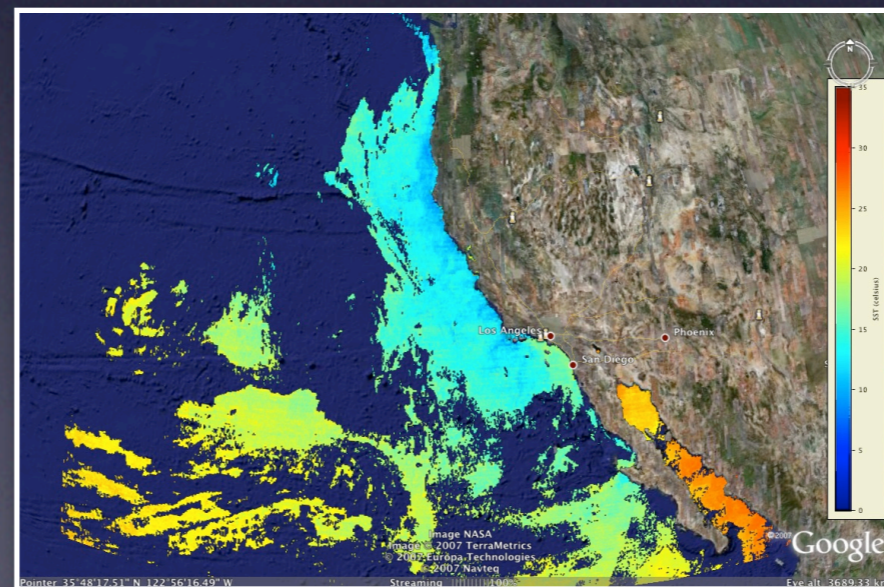 N
35
30
25
20
15
10
5
0
SST (celsius)
Los Angeles
Phoenix
San Diego
Image NASA
Image © 2007 TerraMetrics
© 2007 Europa Technologies
© 2007 Navteq
©2007 Google
Pointer 35°48'17.51" N 122°56'16.49" W
Streaming 100%
Eye alt 3689.33